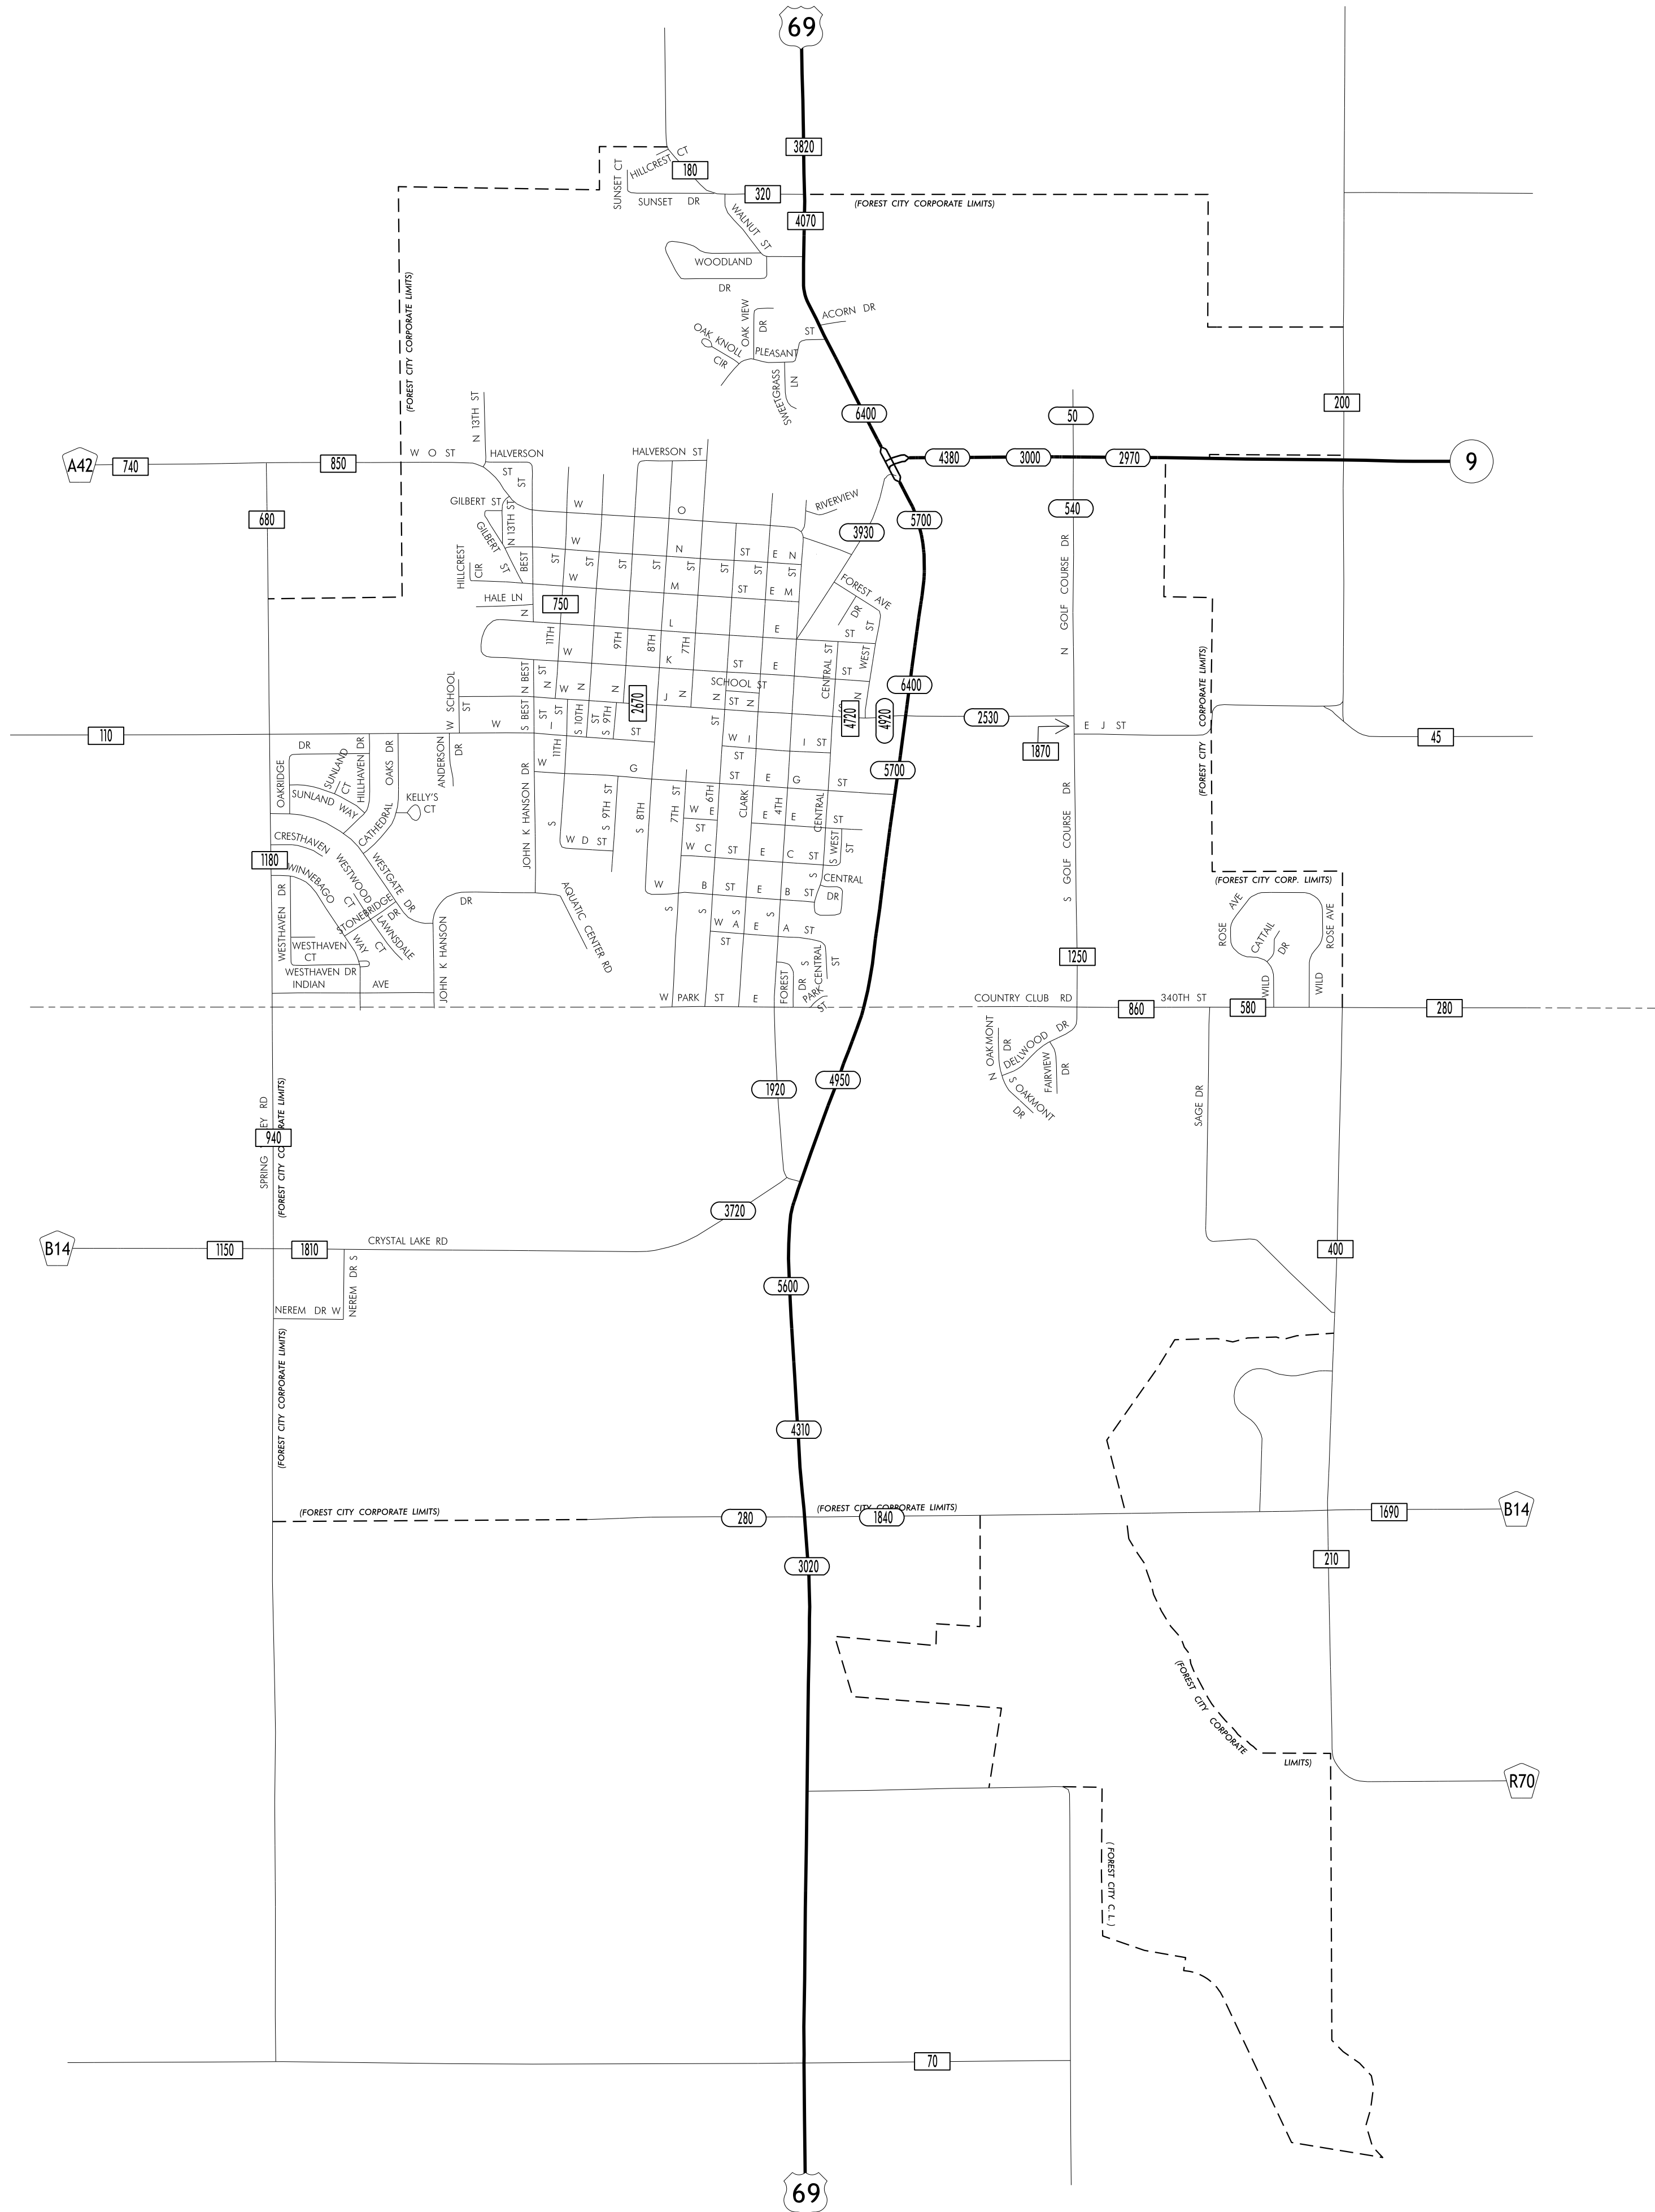 69
3820
HILLCREST CT
180
SUNSET CT
SUNSET DR
320
(FOREST CITY CORPORATE LIMITS)
4070
WALNUT ST
WOODLAND
DR
(FOREST CITY CORPORATE LIMITS)
OAK VIEW
DR
ACORN DR
OAK KNOLL
CIR
PLEASANT
ST
SWEETGRASS
LN
6400
50
200
N 13TH ST
A42
740
850
W O ST
HALVERSON
ST
HALVERSON ST
4380
3000
2970
9
680
GILBERT ST
N 13TH ST
ST
W
O
RIVERVIEW
3930
5700
540
GILBERT
ST
W
N
ST
E N
HILLCREST
CIR
BEST
ST
ST
ST
ST
ST
ST
ST
ST
W
M
ST
E M
FOREST AVE
DR
N GOLF COURSE DR
HALE LN
N
750
L
E
ST
ST
11TH
9TH
8TH
7TH
W
K
ST
E
ST
CENTRAL ST
WEST
(FOREST CITY CORPORATE LIMITS)
W SCHOOL
ST
N BEST
ST
N
W
N
N
2670
J
N
SCHOOL ST
N
ST
N
6400
4720
4920
N
2530
1870
E J ST
110
45
W
S BEST
ST
I
ST
S 10TH
ST
S 9TH
ST
ST
W I
ST
I ST
ANDERSON
DR
11TH
W
G
ST
E
G
ST
5700
OAKRIDGE
DR
SUNLAND
CT
HILLHAVEN DR
OAKS DR
SUNLAND WAY
CATHEDRAL
KELLY'S
CT
JOHN K HANSON DR
S
W D ST
S 9TH ST
S 8TH
7TH ST
6TH
W E
ST
CLARK
4TH
E
E
ST
CENTRAL
W C
ST
E
C
ST
S WEST
ST
S GOLF COURSE DR
CRESTHAVEN
1180
WINNEBAGO
WESTWOOD
CT
WESTGATE
DR
STONEBRIDGE
DR
LAWNSDALE
CT
WAY
WESTHAVEN DR
WESTHAVEN
CT
WESTHAVEN DR
INDIAN
AVE
JOHN K HANSON
DR
AQUATIC CENTER RD
W
B
ST
E
B
ST
S
CENTRAL
DR
S
S
S
S
W A
ST
E
A
ST
FOREST
DR
S
CENTRAL
ST
PARK
ST
W
PARK
ST
E
(FOREST CITY CORP. LIMITS)
ROSE
AVE
CATTAIL
DR
ROSE AVE
WILD
WILD
1250
COUNTRY CLUB RD
860
340TH ST
580
280
N OAKMONT
DR
DELLWOOD DR
FAIRVIEW
DR
S OAKMONT
DR
1920
4950
SAGE DR
940
(FOREST CITY CORPORATE LIMITS)
3720
B14
1150
1810
CRYSTAL LAKE RD
NEREM DR S
NEREM DR W
5600
400
(FOREST CITY CORPORATE LIMITS)
4310
(FOREST CITY CORPORATE LIMITS)
280
(FOREST CITY CORPORATE LIMITS)
1840
1690
B14
3020
210
(FOREST CITY CORPORATE
LIMITS)
R70
(FOREST CITY C. L.)
70
69